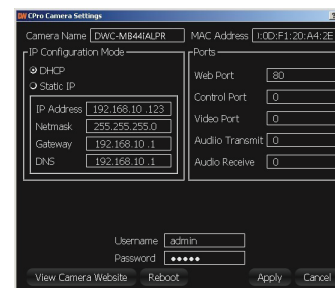 CPro Camera Settings
Camera Name DWC-MB44iALPR MAC Address I:0D:F1:20:A4:2E
IP Configuration Mode
DHCP
Static IP
IP Address 192.168.10 .123
Netmask 255.255.255.0
Gateway 192.168.10 .1
DNS 192.168.10 .1
Ports
Web Port 80
Control Port 0
Video Port 0
Audiio Transmit 0
Audio Receive 0
Username admin
Password •••••
View Camera Website Reboot Apply Cancel